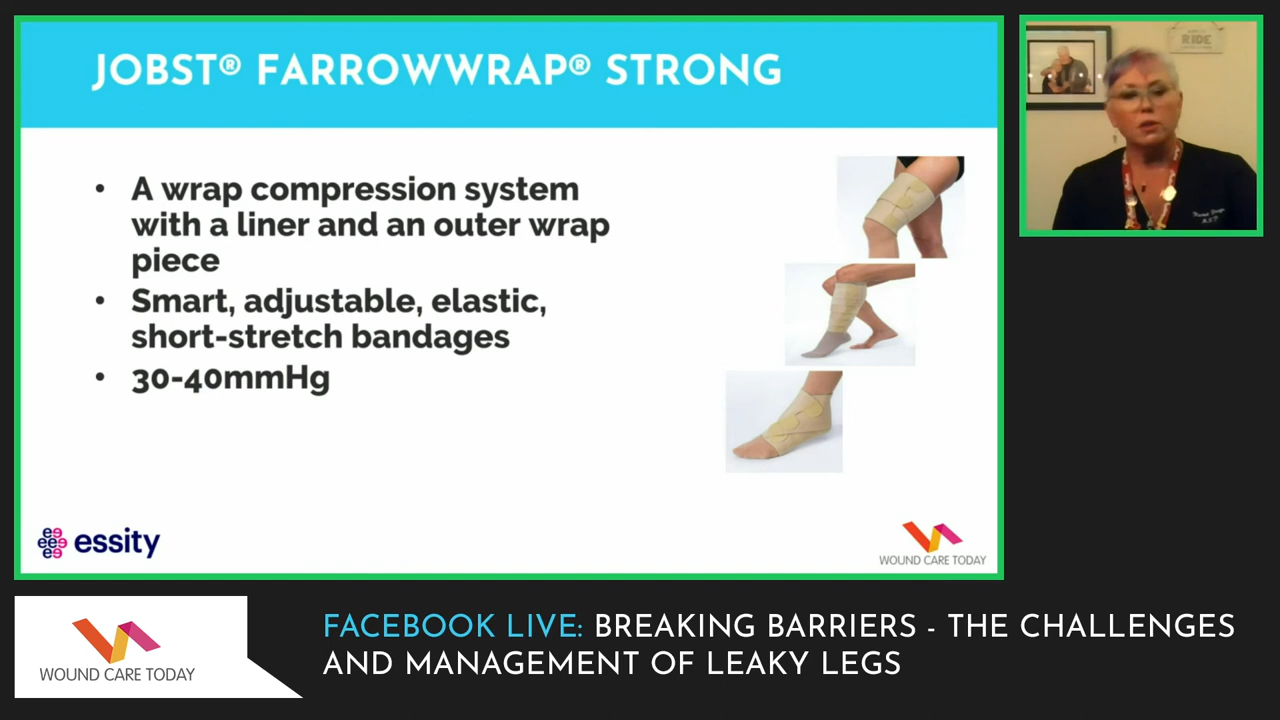 JOBST® FARROWWRAP® STRONG
• A wrap compression system
with a liner and an outer wrap
piece
• Smart, adjustable, elastic,
short-stretch bandages
• 30-40mmHg
essity
WOUND CARE TODAY
RIDE
WOUND CARE TODAY
FACEBOOK LIVE: BREAKING BARRIERS - THE CHALLENGES
AND MANAGEMENT OF LEAKY LEGS